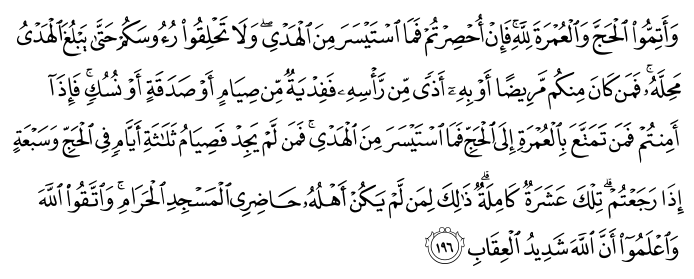 وَأَتِمُّوا۟ ٱلْحَجَّ وَٱلْعُمْرَةَ لِلَّهِ ۚ فَإِنْ أُحْصِرْتُمْ فَمَا ٱسْتَيْسَرَ مِنَ ٱلْهَدْىِ ۖ وَلَا تَحْلِقُوا۟ رُءُوسَكُمْ حَتَّىٰ يَبْلُغَ ٱلْهَدْىُ
مَحِلَّهُۥ ۚ فَمَن كَانَ مِنكُم مَّرِيضًا أَوْ بِهِۦٓ أَذًى مِّن رَّأْسِهِۦ فَفِدْيَةٌ مِّن صِيَامٍ أَوْ صَدَقَةٍ أَوْ نُسُكٍ ۚ فَإِذَآ
أَمِنتُمْ فَمَن تَمَتَّعَ بِٱلْعُمْرَةِ إِلَى ٱلْحَجِّ فَمَا ٱسْتَيْسَرَ مِنَ ٱلْهَدْىِ ۚ فَمَن لَّمْ يَجِدْ فَصِيَامُ ثَلَـٰثَةِ أَيَّامٍ فِى ٱلْحَجِّ وَسَبْعَةٍ
إِذَا رَجَعْتُمْ ۗ تِلْكَ عَشَرَةٌ كَامِلَةٌ ۗ ذَٰلِكَ لِمَن لَّمْ يَكُنْ أَهْلُهُۥ حَاضِرِى ٱلْمَسْجِدِ ٱلْحَرَامِ ۚ وَٱتَّقُوا۟ ٱللَّهَ
وَٱعْلَمُوٓا۟ أَنَّ ٱللَّهَ شَدِيدُ ٱلْعِقَابِ ١٩٦